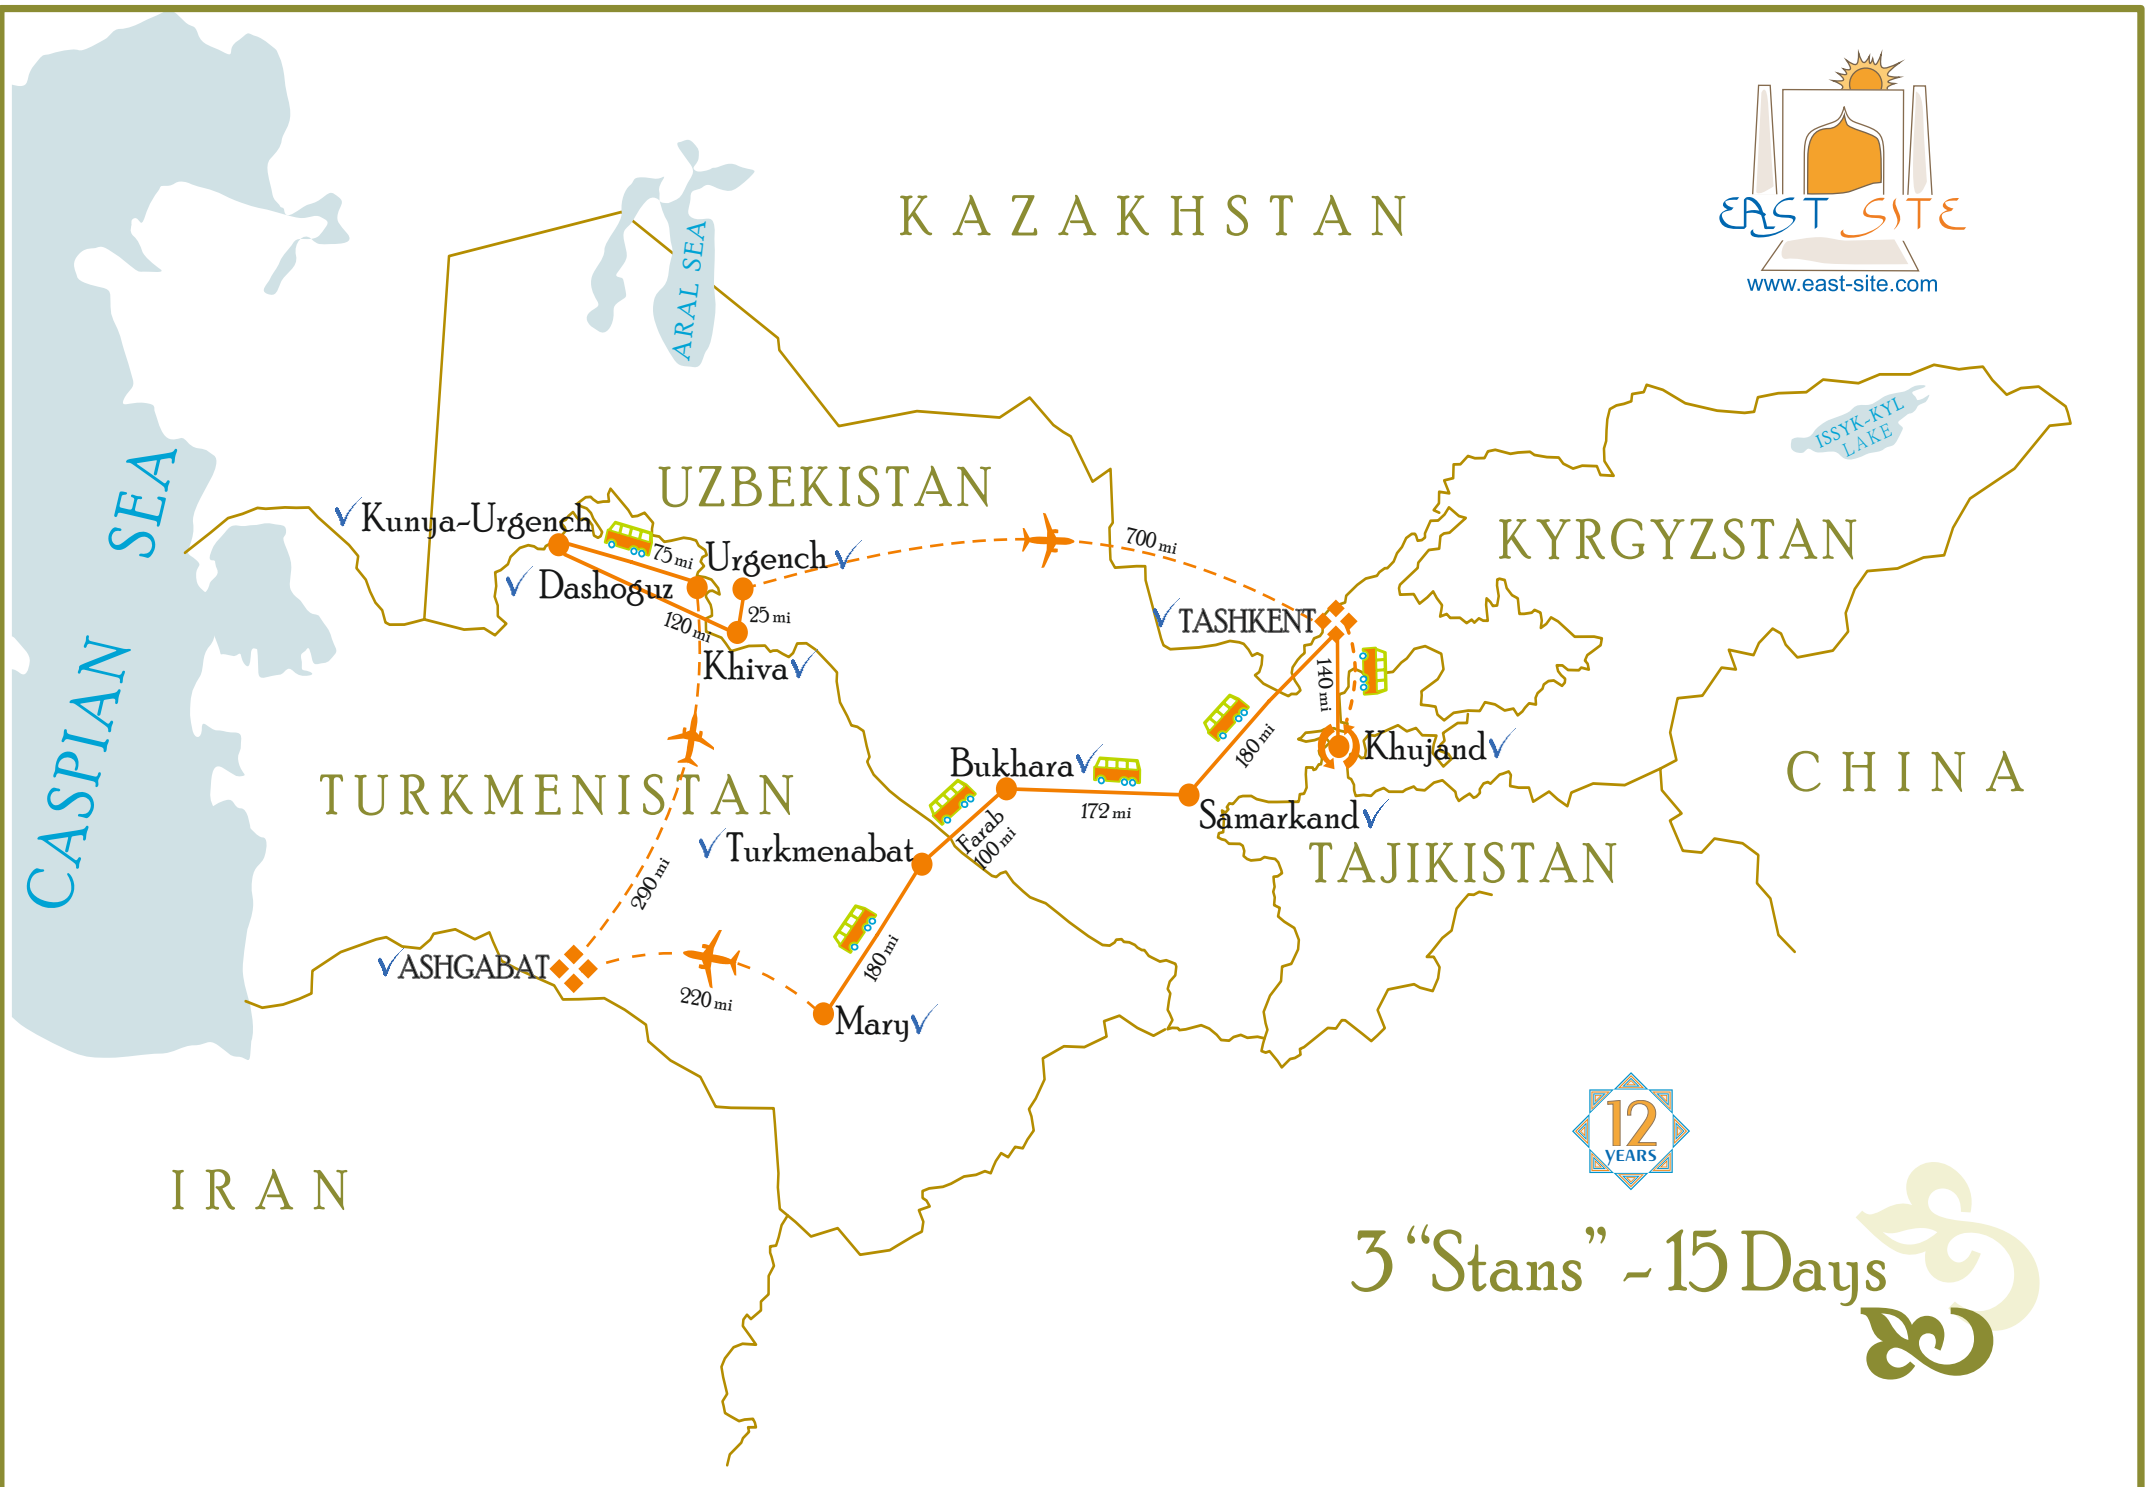 KAZAKHSTAN
EAST SITE
www.east-site.com
ARAL SEA
ISSYK-KYL
LAKE
CASPIAN SEA
UZBEKISTAN
KYRGYZSTAN
Kunya-Urgench
75 mi
Urgench
700 mi
Dashoguz
120 mi
25 mi
TASHKENT
Khiva
140 mi
180 mi
Khujand
Bukhara
CHINA
TURKMENISTAN
172 mi
Samarkand
Farab
100 mi
Turkmenabat
TAJIKISTAN
290 mi
180 mi
ASHGABAT
220 mi
Mary
12
YEARS
IRAN
3 “Stans” - 15 Days